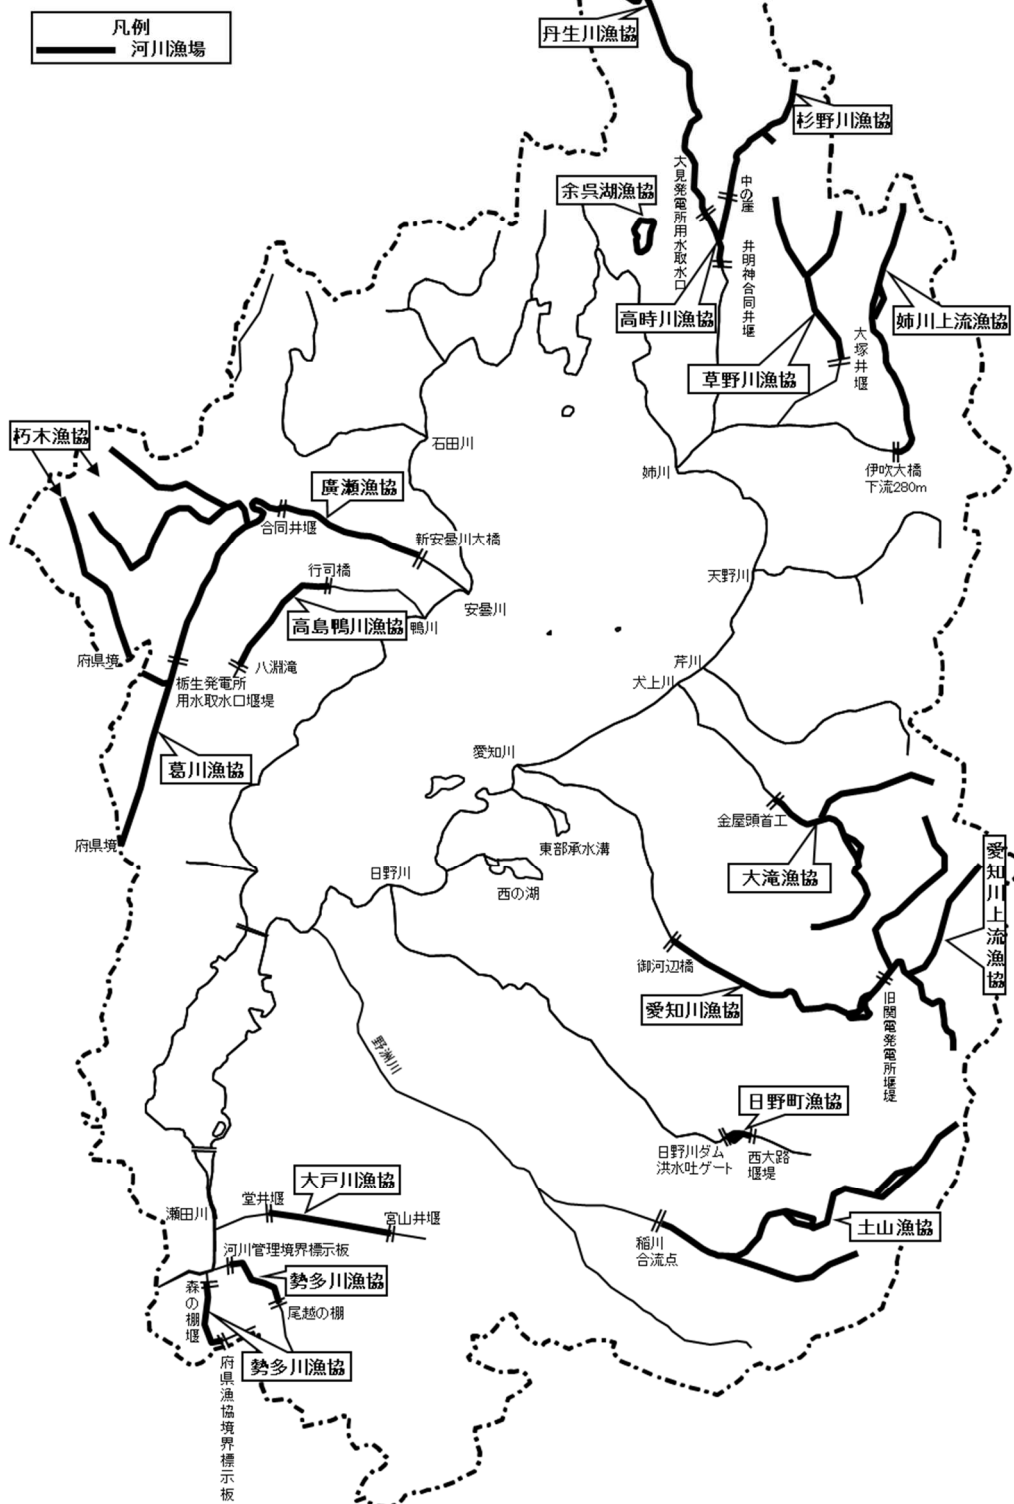 凡例
河川漁場
丹生川漁協
杉野川漁協
大見発電所用水取水口
中の崖
余呉湖漁協
井明神合同井堰
高時川漁協
姉川上流漁協
大塚井堰
草野川漁協
朽木漁協
石田川
姉川
伊吹大橋
下流280m
廣瀬漁協
合同井堰
新安曇川大橋
行司橋
天野川
安曇川
高島鴨川漁協
鴨川
府県境
八淵滝
芹川
犬上川
栃生発電所
用水取水口堰堤
愛知川
葛川漁協
金屋頭首工
府県境
東部承水溝
愛知川上流漁協
大滝漁協
日野川
西の湖
御河辺橋
愛知川漁協
旧関電発電所堰堤
野洲川
日野町漁協
日野川ダム
洪水吐ゲート
西大路
堰堤
大戸川漁協
堂井堰
瀬田川
宮山井堰
土山漁協
稲川
合流点
河川管理境界標示板
勢多川漁協
森の棚堰
尾越の棚
勢多川漁協
府県漁協境界標示板